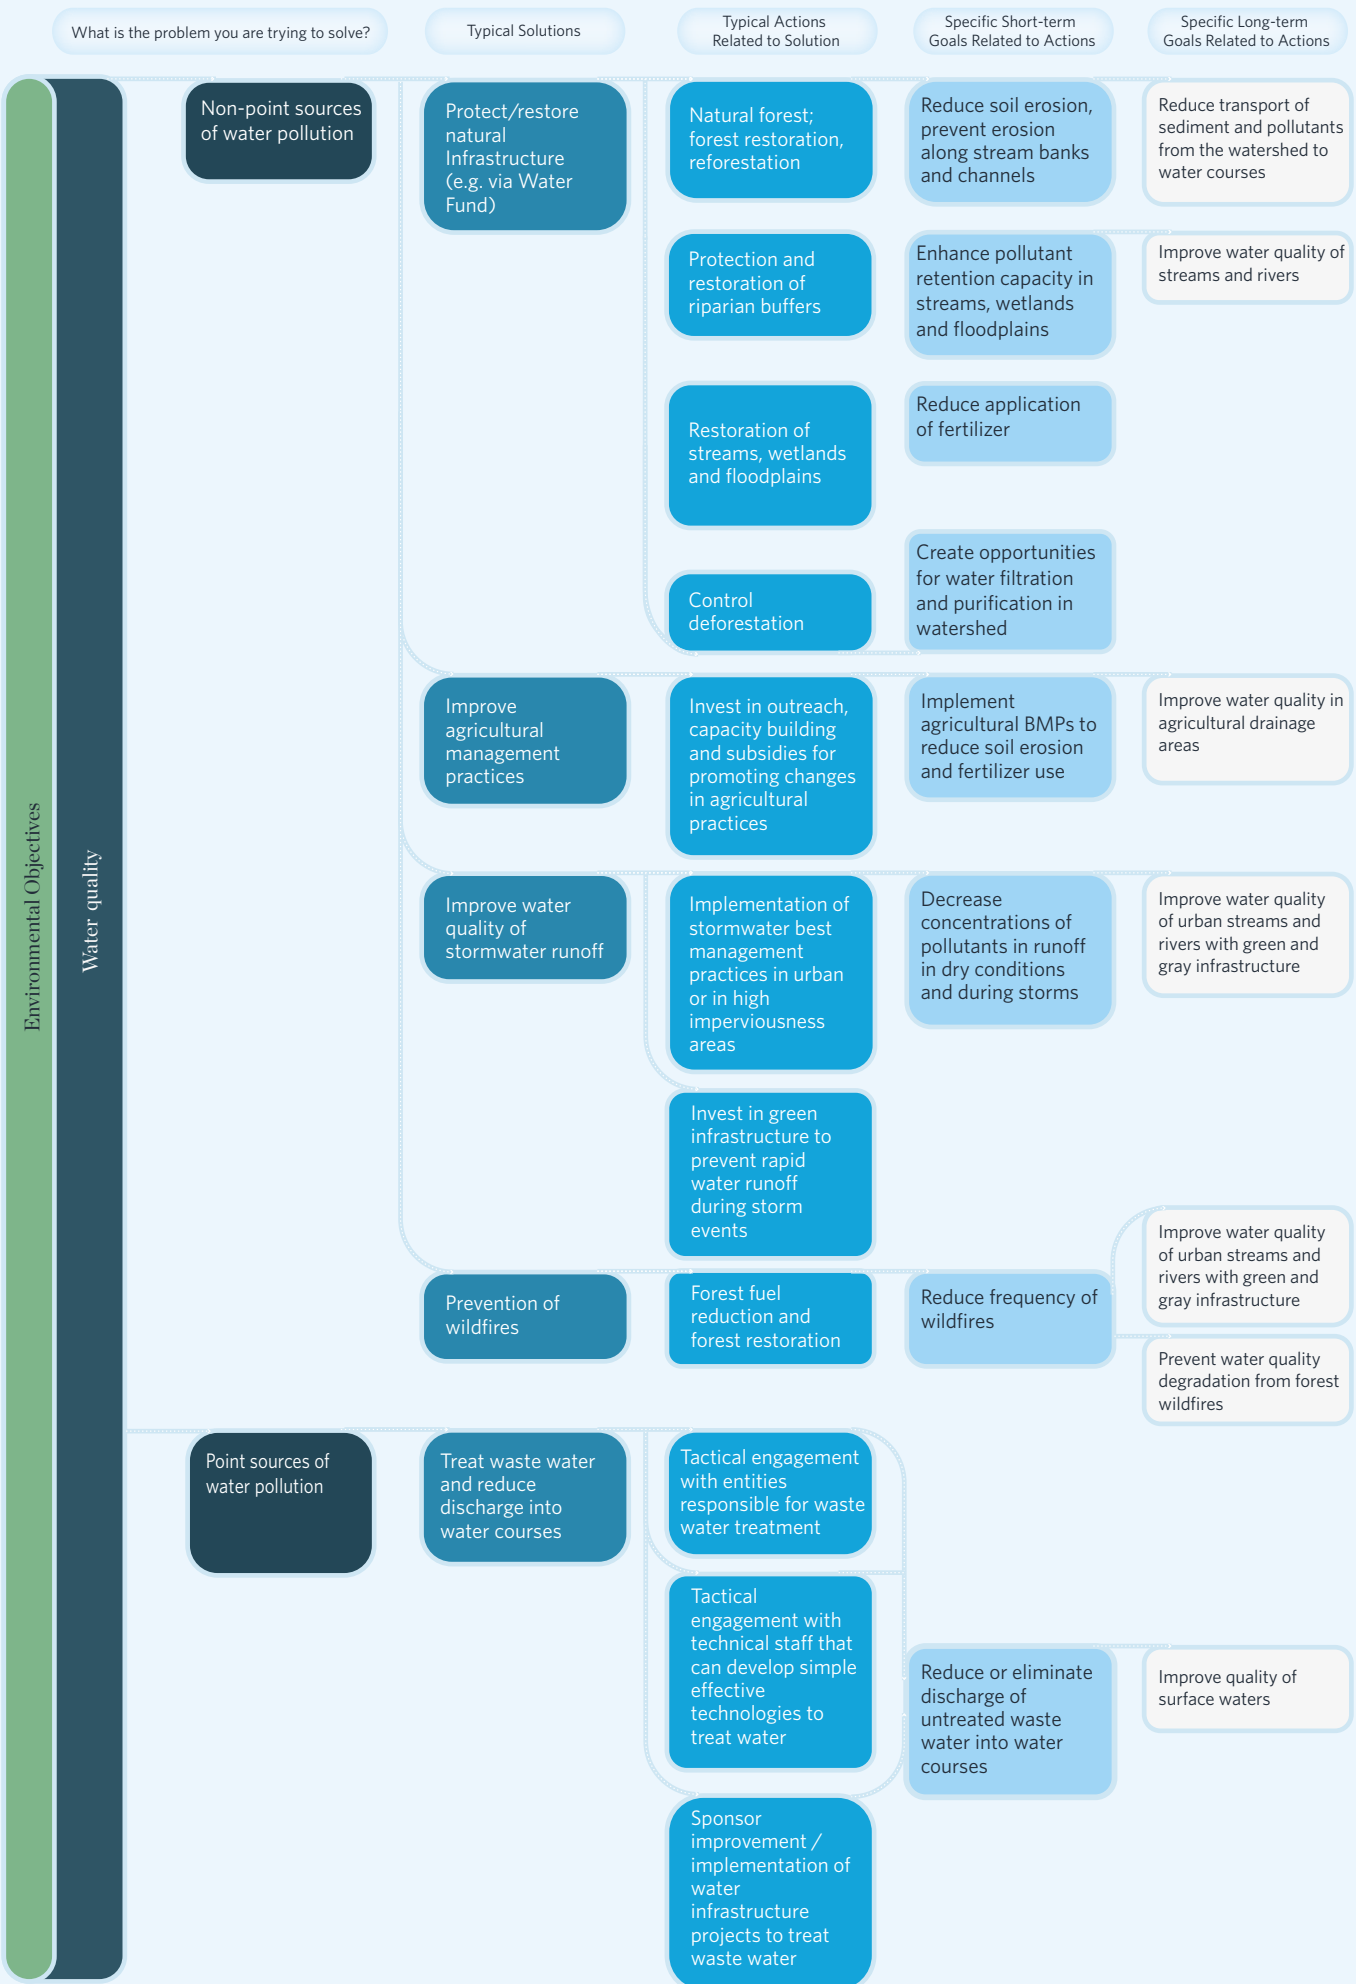 What is the problem you are trying to solve?
Typical Solutions
Typical Actions
Related to Solution
Specific Short-term
Goals Related to Actions
Specific Long-term
Goals Related to Actions
Environmental Objectives
Water quality
Non-point sources
of water pollution
Protect/restore
natural
Infrastructure
(e.g. via Water
Fund)
Natural forest;
forest restoration,
reforestation
Reduce soil erosion,
prevent erosion
along stream banks
and channels
Reduce transport of
sediment and pollutants
from the watershed to
water courses
Protection and
restoration of
riparian buffers
Enhance pollutant
retention capacity in
streams, wetlands
and floodplains
Improve water quality of
streams and rivers
Restoration of
streams, wetlands
and floodplains
Reduce application
of fertilizer
Control
deforestation
Create opportunities
for water filtration
and purification in
watershed
Improve
agricultural
management
practices
Invest in outreach,
capacity building
and subsidies for
promoting changes
in agricultural
practices
Implement
agricultural BMPs to
reduce soil erosion
and fertilizer use
Improve water quality in
agricultural drainage
areas
Improve water
quality of
stormwater runoff
Implementation of
stormwater best
management
practices in urban
or in high
imperviousness
areas
Decrease
concentrations of
pollutants in runoff
in dry conditions
and during storms
Improve water quality
of urban streams and
rivers with green and
gray infrastructure
Invest in green
infrastructure to
prevent rapid
water runoff
during storm
events
Prevention of
wildfires
Forest fuel
reduction and
forest restoration
Reduce frequency of
wildfires
Improve water quality
of urban streams and
rivers with green and
gray infrastructure
Prevent water quality
degradation from forest
wildfires
Point sources of
water pollution
Treat waste water
and reduce
discharge into
water courses
Tactical engagement
with entities
responsible for waste
water treatment
Tactical
engagement with
technical staff that
can develop simple
effective
technologies to
treat water
Reduce or eliminate
discharge of
untreated waste
water into water
courses
Improve quality of
surface waters
Sponsor
improvement /
implementation of
water
infrastructure
projects to treat
waste water